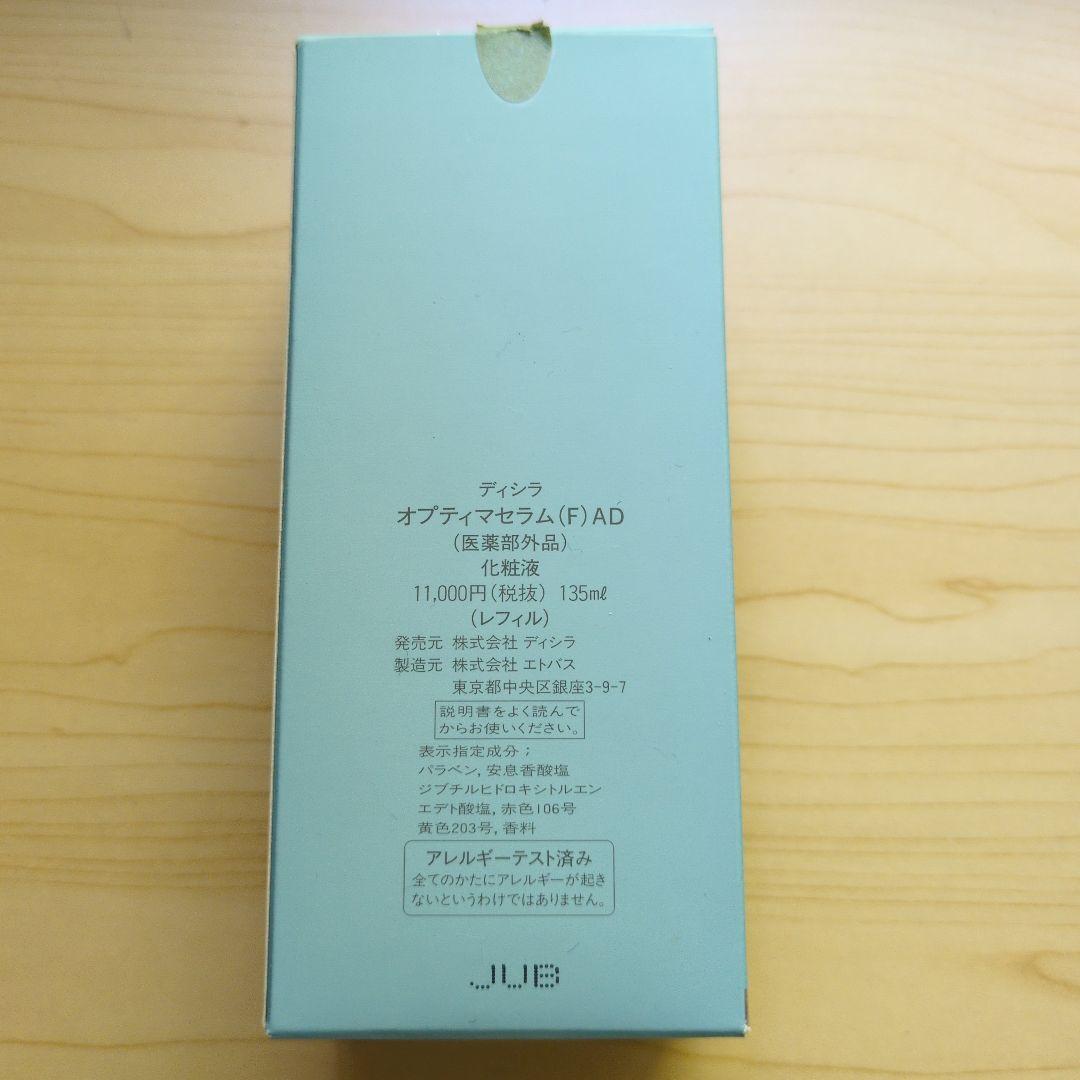 ディシラ
オプティマセラム(F)AD
(医薬部外品)
化粧液
11,000円(税抜) 135mℓ
(レフィル)
発売元 株式会社 ディシラ
製造元 株式会社 エトバス
東京都中央区銀座3-9-7
説明書をよく読んで
からお使いください。
表示指定成分；
パラベン, 安息香酸塩
ジブチルヒドロキシトルエン
エデト酸塩, 赤色106号
黄色203号, 香料
アレルギーテスト済み
全てのかたにアレルギーが起き
ないというわけではありません。
JUB